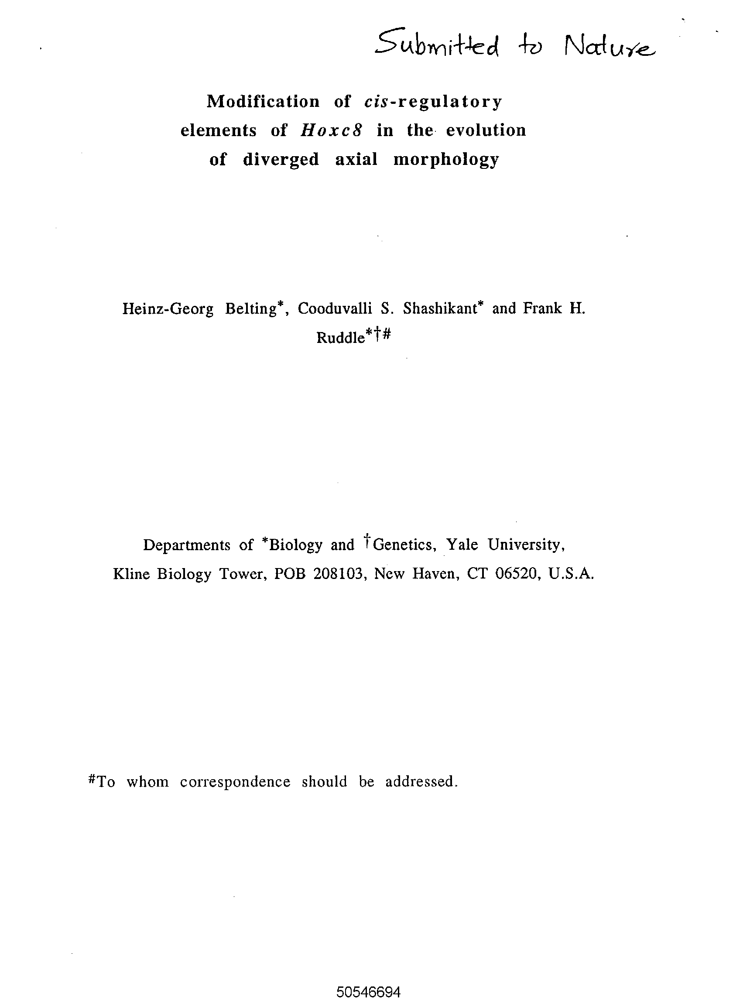 Submitted to Nature
Modification of cis-regulatory
elements of Hoxc8 in the evolution
of diverged axial morphology
Heinz-Georg Belting*, Cooduvalli S. Shashikant* and Frank H.
Ruddle*†#
Departments of *Biology and †Genetics, Yale University,
Kline Biology Tower, POB 208103, New Haven, CT 06520, U.S.A.
#To whom correspondence should be addressed.
50546694